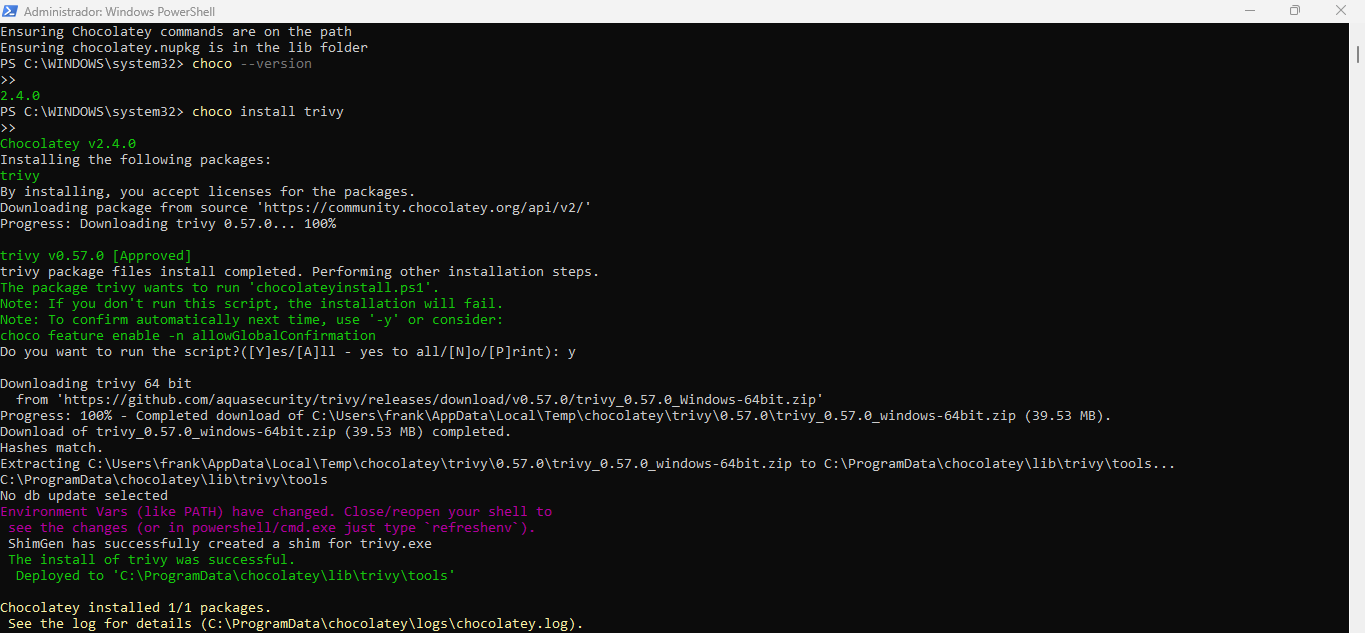 Administrador: Windows PowerShell
Ensuring Chocolatey commands are on the path
Ensuring chocolatey.nupkg is in the lib folder
PS C:\WINDOWS\system32> choco --version
>>
2.4.0
PS C:\WINDOWS\system32> choco install trivy
>>
Chocolatey v2.4.0
Installing the following packages:
trivy
By installing, you accept licenses for the packages.
Downloading package from source 'https://community.chocolatey.org/api/v2/'
Progress: Downloading trivy 0.57.0... 100%
trivy v0.57.0 [Approved]
trivy package files install completed. Performing other installation steps.
The package trivy wants to run 'chocolateyinstall.ps1'.
Note: If you don't run this script, the installation will fail.
Note: To confirm automatically next time, use '-y' or consider:
choco feature enable -n allowGlobalConfirmation
Do you want to run the script?([Y]es/[A]ll - yes to all/[N]o/[P]rint): y
Downloading trivy 64 bit
  from 'https://github.com/aquasecurity/trivy/releases/download/v0.57.0/trivy_0.57.0_Windows-64bit.zip'
Progress: 100% - Completed download of C:\Users\frank\AppData\Local\Temp\chocolatey\trivy\0.57.0\trivy_0.57.0_windows-64bit.zip (39.53 MB).
Download of trivy_0.57.0_windows-64bit.zip (39.53 MB) completed.
Hashes match.
Extracting C:\Users\frank\AppData\Local\Temp\chocolatey\trivy\0.57.0\trivy_0.57.0_windows-64bit.zip to C:\ProgramData\chocolatey\lib\trivy\tools...
C:\ProgramData\chocolatey\lib\trivy\tools
No db update selected
Environment Vars (like PATH) have changed. Close/reopen your shell to
 see the changes (or in powershell/cmd.exe just type `refreshenv`).
 ShimGen has successfully created a shim for trivy.exe
 The install of trivy was successful.
  Deployed to 'C:\ProgramData\chocolatey\lib\trivy\tools'
Chocolatey installed 1/1 packages.
 See the log for details (C:\ProgramData\chocolatey\logs\chocolatey.log).